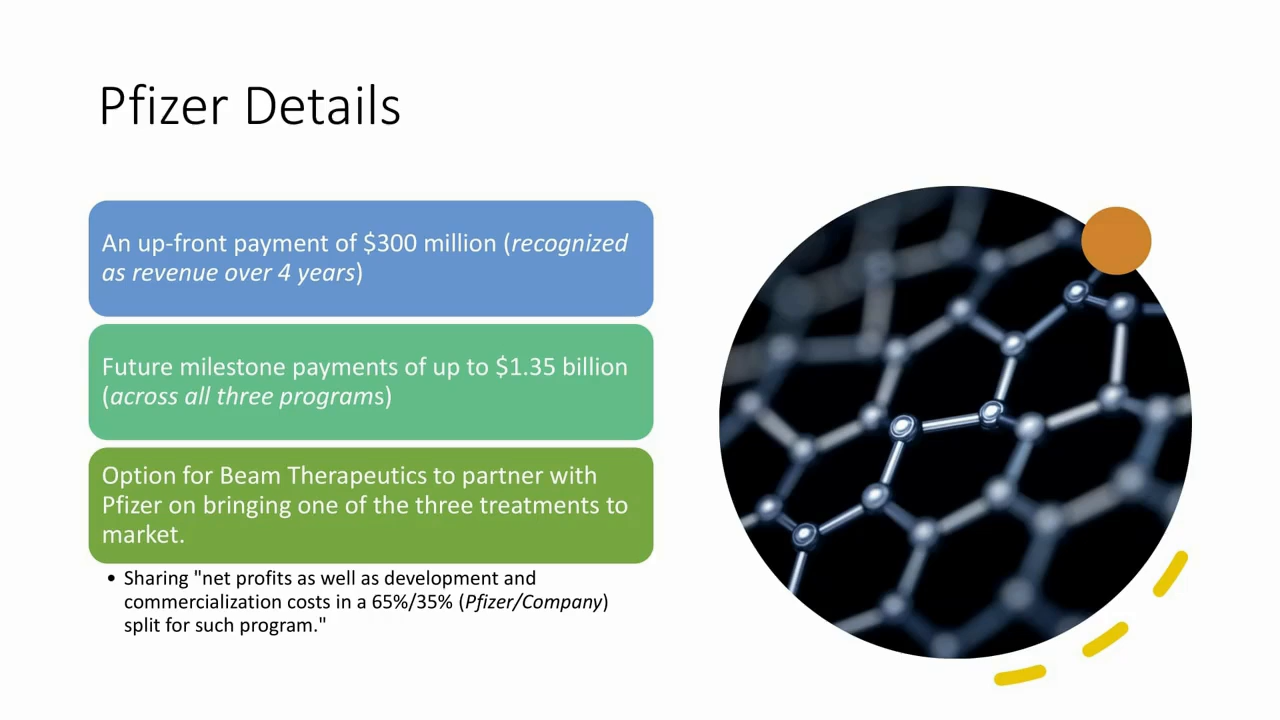 Pfizer Details
An up-front payment of $300 million (recognized
as revenue over 4 years)
Future milestone payments of up to $1.35 billion
(across all three programs)
Option for Beam Therapeutics to partner with
Pfizer on bringing one of the three treatments to
market.
• Sharing "net profits as well as development and
commercialization costs in a 65%/35% (Pfizer/Company)
split for such program."